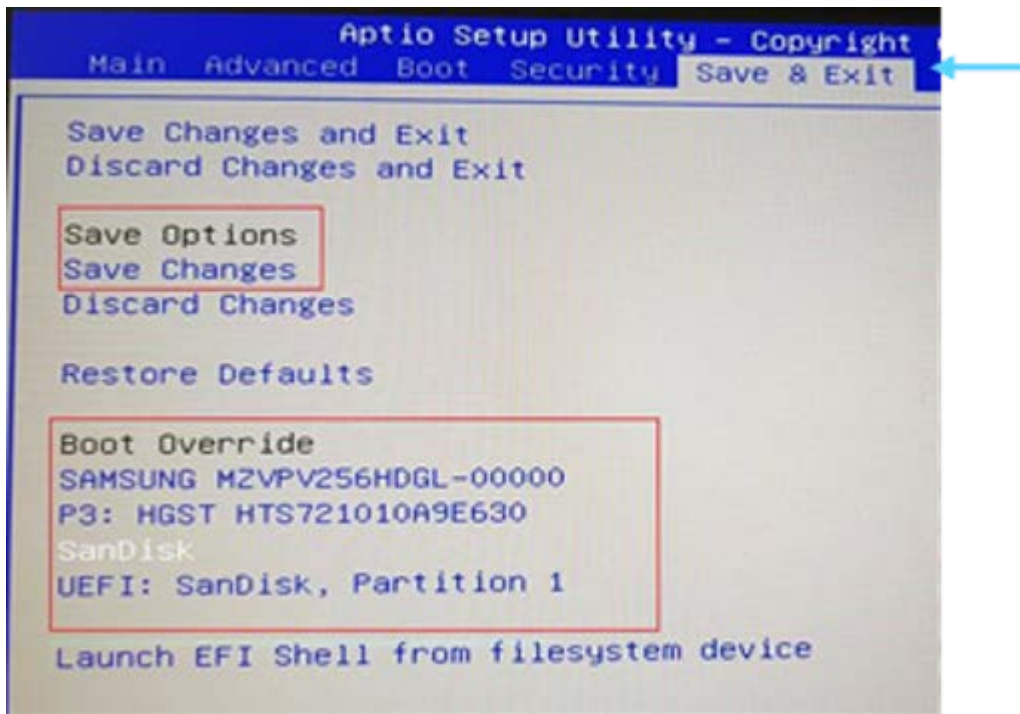 Aptio Setup Utility - Copyright
Main Advanced Boot Security Save & Exit
Save Changes and Exit
Discard Changes and Exit
Save Options
Save Changes
Discard Changes
Restore Defaults
Boot Override
SAMSUNG MZVPV256HDGL-00000
P3: HGST HTS721010A9E630
SanDisk
UEFI: SanDisk, Partition 1
Launch EFI Shell from filesystem device